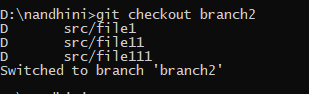 D:\nandhini>git checkout branch2
D       src/file1
D       src/file11
D       src/file111
Switched to branch 'branch2'